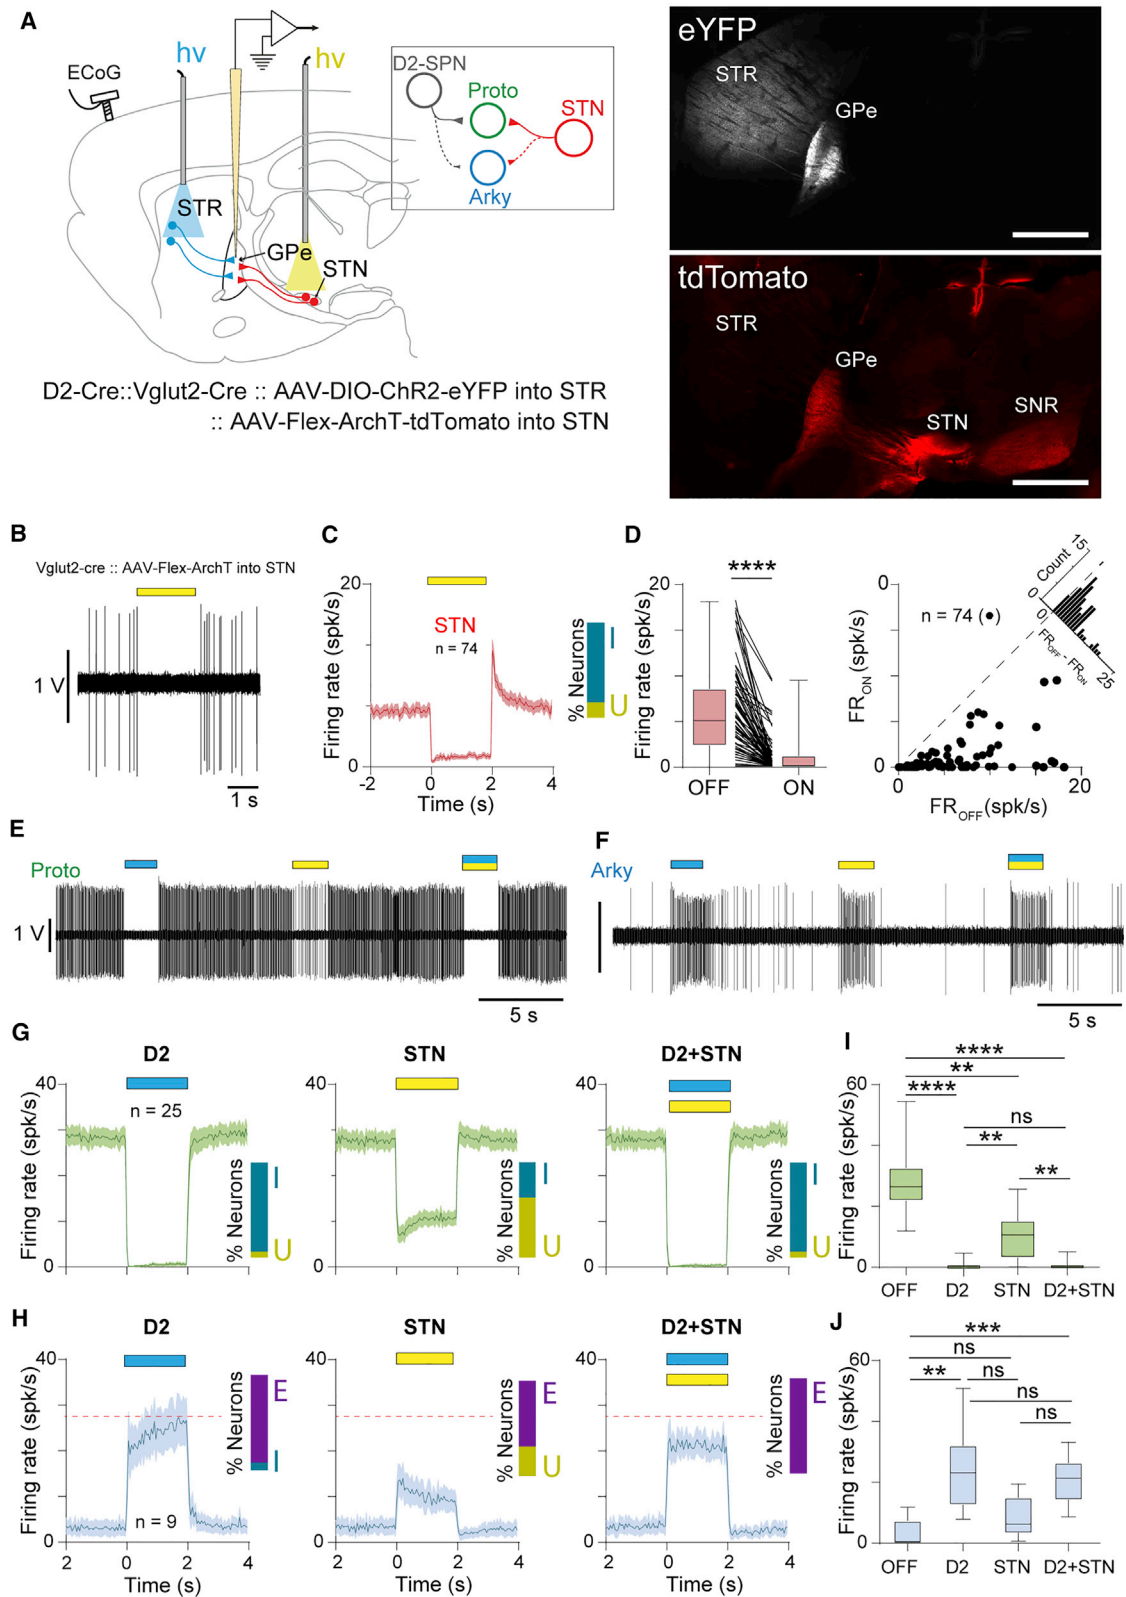 A
ECoG
hv
hv
STR
GPe
STN
D2-SPN
Proto
STN
Arky
D2-Cre::Vglut2-Cre :: AAV-DIO-ChR2-eYFP into STR
:: AAV-Flex-ArchT-tdTomato into STN
eYFP
STR
GPe
tdTomato
STR
GPe
STN
SNR
B
Vglut2-cre :: AAV-Flex-ArchT into STN
1 V
1 s
C
Firing rate (spk/s)
20
0
STN
n = 74
-2 0 2 4
Time (s)
% Neurons
I
U
D
Firing rate (spk/s)
20
0
****
OFF ON
FR_ON (spk/s)
0
0
n = 74 ( )
0 20
FR_OFF (spk/s)
Count
15
0
0
25
FR_OFF - FR_ON
E
Proto
1 V
5 s
F
Arky
5 s
G
D2
STN
D2+STN
Firing rate (spk/s)
40
0
n = 25
% Neurons
I
U
40
0
% Neurons
I
U
40
0
% Neurons
I
U
I
Firing rate (spk/s)
60
0
****
**
****
ns
**
**
OFF D2 STN D2+STN
H
D2
STN
D2+STN
Firing rate (spk/s)
40
0
n = 9
% Neurons
E
I
2 0 2 4
Time (s)
40
0
% Neurons
E
U
2 0 2 4
Time (s)
40
0
% Neurons
E
2 0 2 4
Time (s)
J
Firing rate (spk/s)
60
0
***
ns
** ns
ns
ns
OFF D2 STN D2+STN